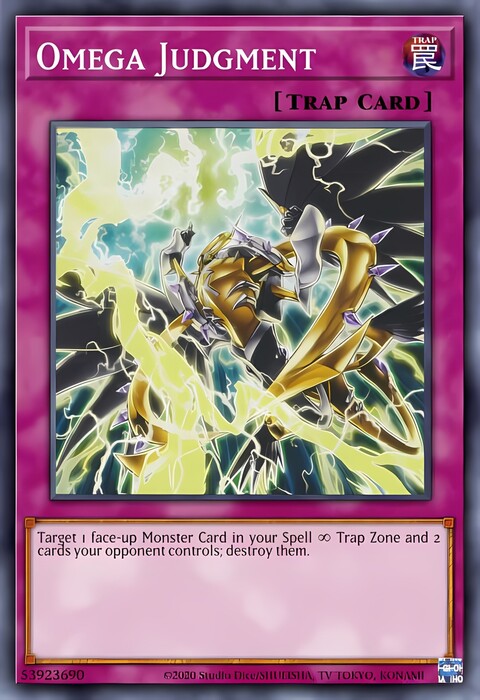 Omega Judgment
TRAP
罠
[Trap Card]
Target 1 face-up Monster Card in your Spell ∞ Trap Zone and 2
cards your opponent controls; destroy them.
53923690 ©2020 Studio Dice/SHUEISHA, TV TOKYO, KONAMI